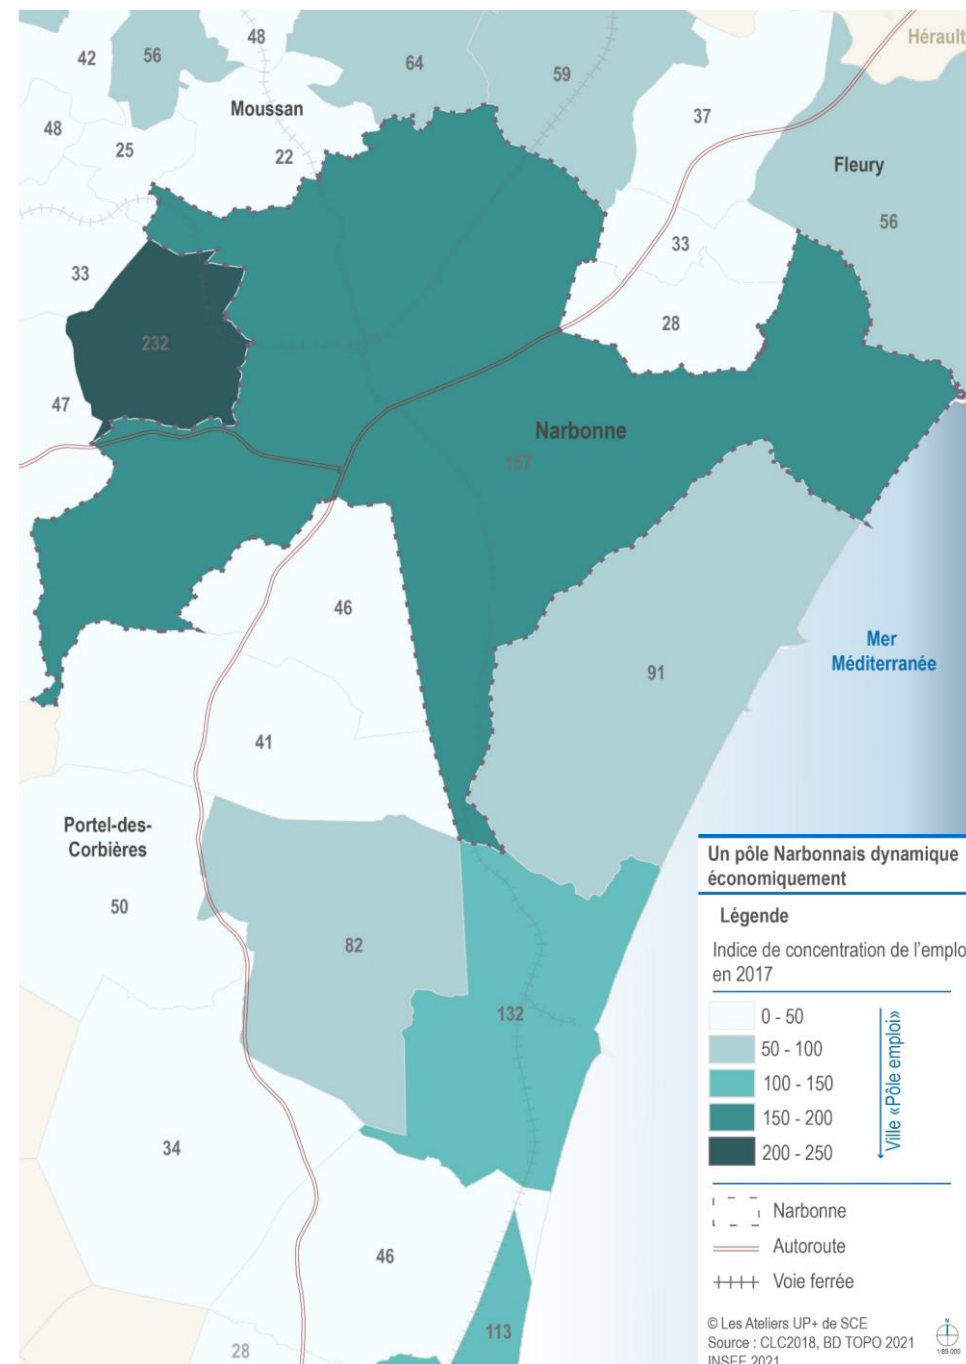 48
Hérault
42
56
64
59
Moussan
37
48
25
22
Fleury
56
33
33
28
232
47
Narbonne
157
46
Mer
Méditerranée
91
41
Portel-des-
Corbières
50
82
132
34
46
113
28
Un pôle Narbonnais dynamique
économiquement
Légende
Indice de concentration de l'emplo
en 2017
0 - 50
50 - 100
100 - 150
150 - 200
200 - 250
Ville «Pôle emploi»
Narbonne
Autoroute
Voie ferrée
© Les Ateliers UP+ de SCE
Source : CLC2018, BD TOPO 2021
INSEE 2021
N
1/85 000